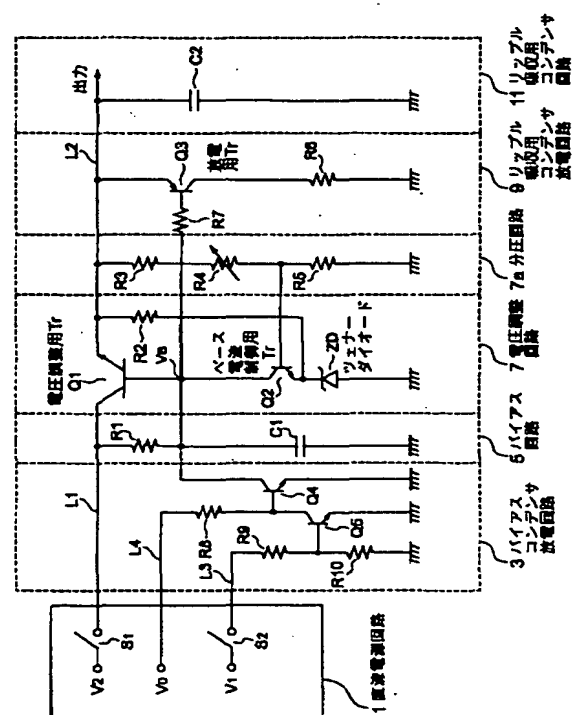 V2
S1
V0
V1
S2
1 直流電源回路
L1
L4
L3
R8
R9
R10
Q4
Q5
3 バイアス
コンデンサ
放電回路
R1
C1
5 バイアス
回路
電圧調整用Tr
Q1
Va
R2
ベース
電流
制御用
Tr
Q2
ZD
ツェナー
ダイオード
7 電圧調整
回路
R3
R4
R5
7a 分圧回路
L2
Q3
放電
用Tr
R7
R6
9 リップル
吸収用
コンデンサ
放電回路
出力
C2
11 リップル
吸収用
コンデンサ
回路